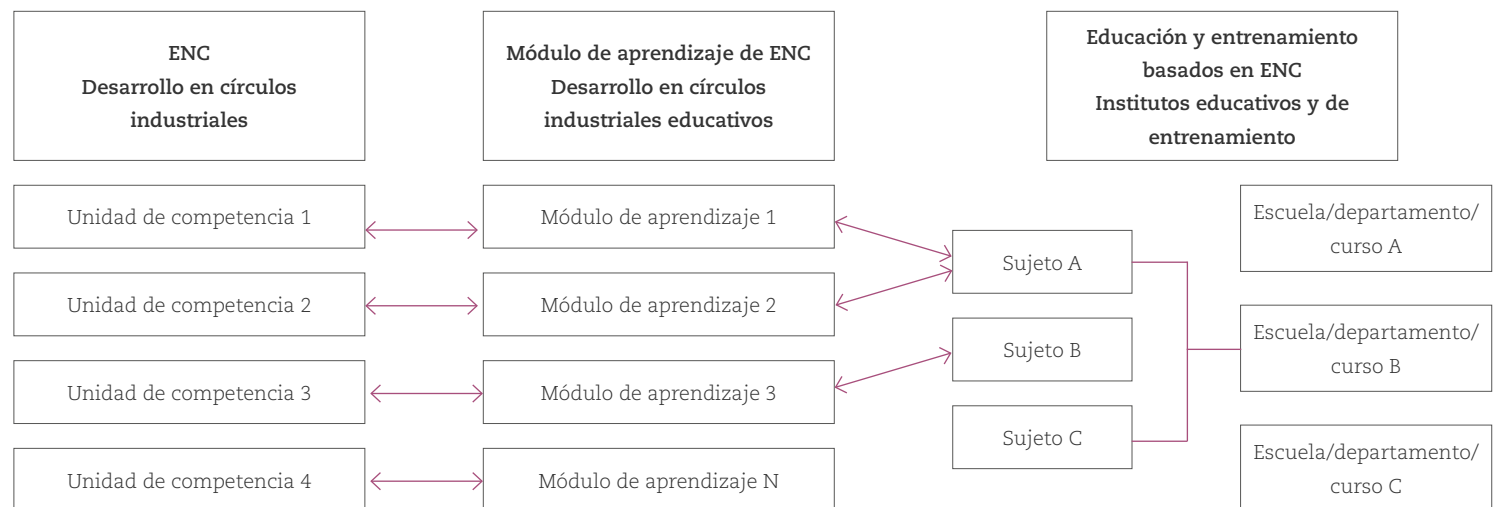 ENC
Desarrollo en círculos
industriales
Módulo de aprendizaje de ENC
Desarrollo en círculos
industriales educativos
Educación y entrenamiento
basados en ENC
Institutos educativos y de
entrenamiento
Unidad de competencia 1
Módulo de aprendizaje 1
Unidad de competencia 2
Módulo de aprendizaje 2
Unidad de competencia 3
Módulo de aprendizaje 3
Unidad de competencia 4
Módulo de aprendizaje N
Sujeto A
Sujeto B
Sujeto C
Escuela/departamento/
curso A
Escuela/departamento/
curso B
Escuela/departamento/
curso C